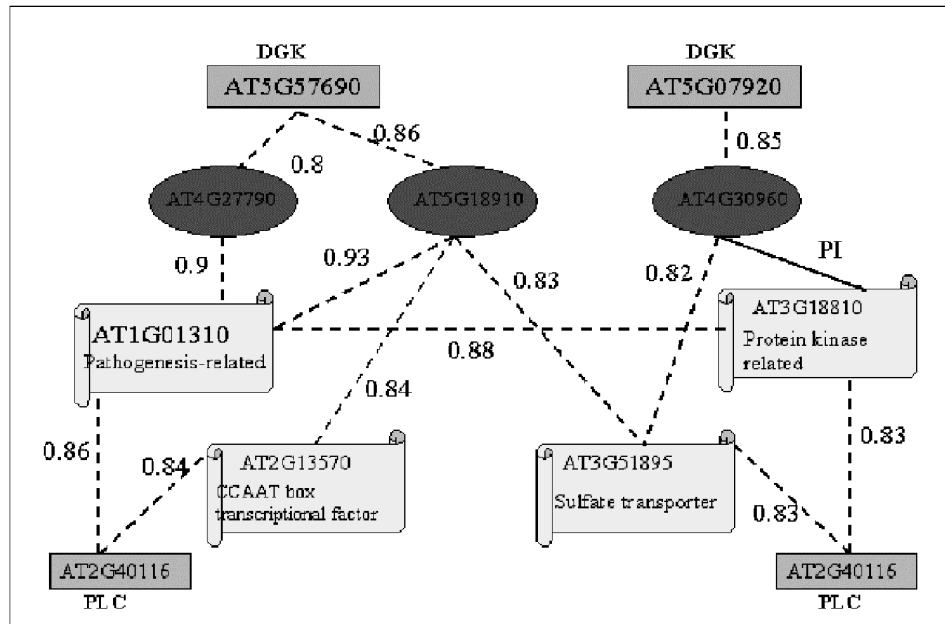 DGK
DGK
AT5G57690
AT5G07920
0.86
0.8
0.85
AT4G27790
AT5G18910
AT4G30960
0.9
0.93
0.83
0.82
PI
AT1G01310
Pathogenesis-related
AT3G18810
Protein kinase
related
0.88
0.84
0.86
0.84
AT2G13570
CCAAT box
transcriptional factor
AT3G51895
Sulfate transporter
0.83
0.83
AT2G40116
AT2G40116
PLC
PLC